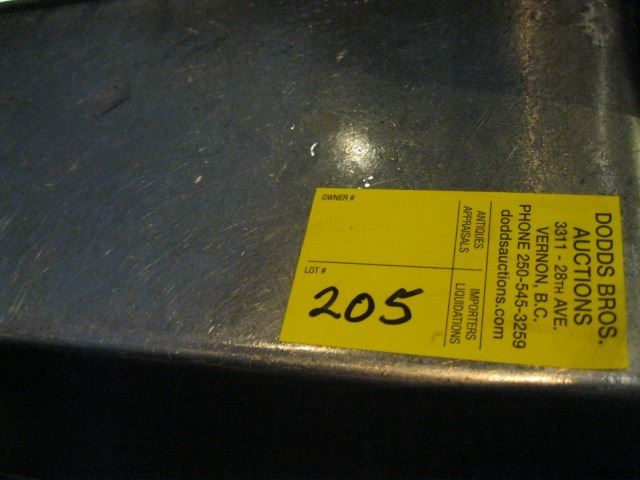 DODDS BROS.
AUCTIONS
3311 - 28TH AVE.
VERNON, B.C.
PHONE 250-545-3259
doddsauctions.com
ANTIQUES
APPRAISALS
IMPORTERS
LIQUIDATIONS
OWNER #
LOT #
205